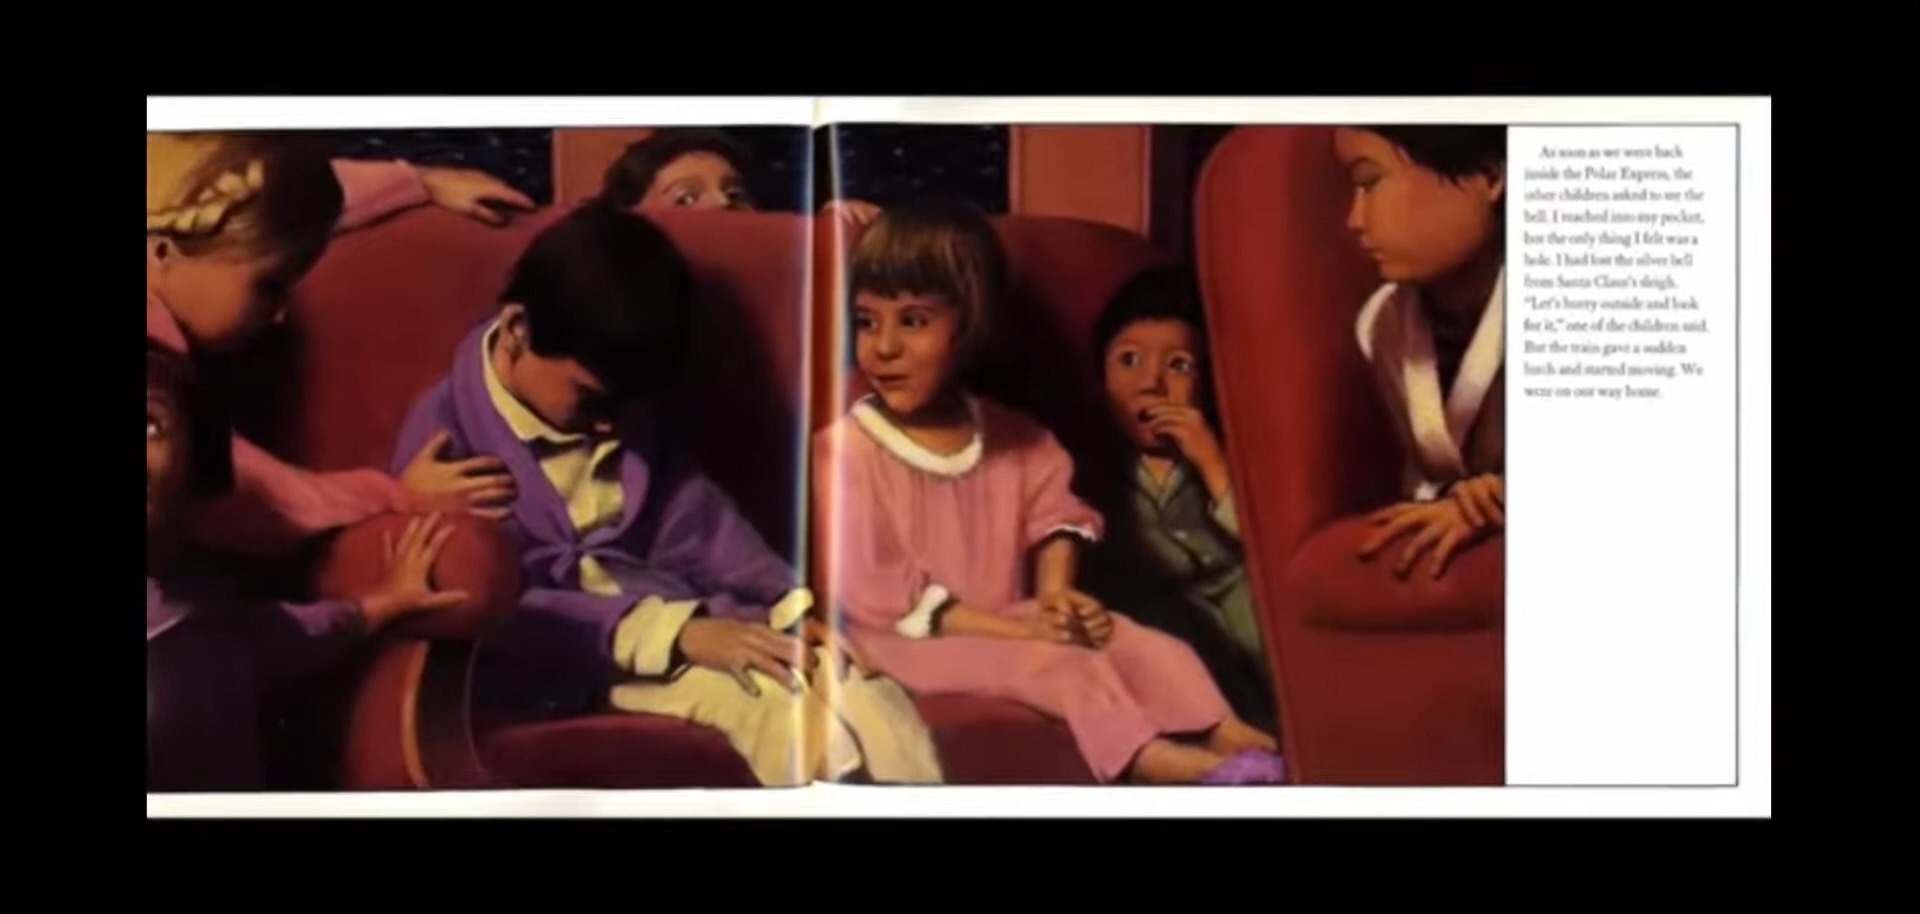 As soon as we were back
inside the Polar Express, the
other children asked to see the
bell. I reached into my pocket,
but the only thing I felt was a
hole. I had lost the silver bell
from Santa Claus's sleigh.
"Let's hurry outside and look
for it," one of the children said.
But the train gave a sudden
lurch and started moving. We
were on our way home.